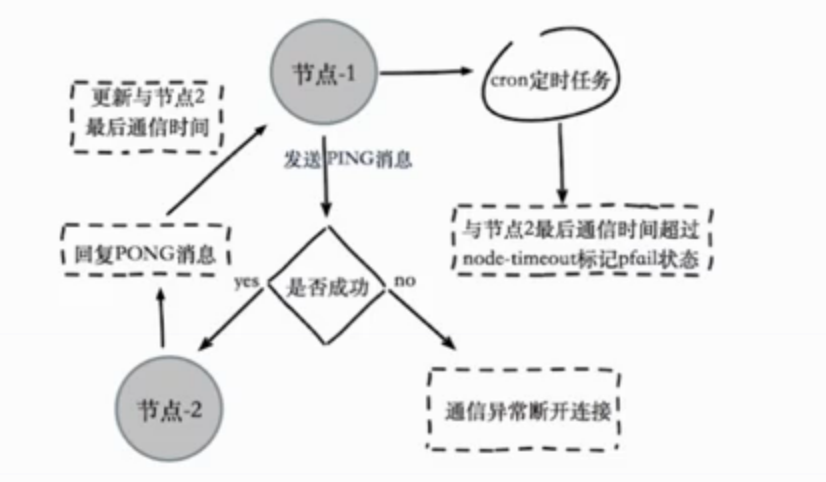 节点-1
cron定时任务
更新与节点2
最后通信时间
发送PING消息
与节点2最后通信时间超过
node-timeout标记pfail状态
回复PONG消息
yes
是否成功
no
节点-2
通信异常断开连接